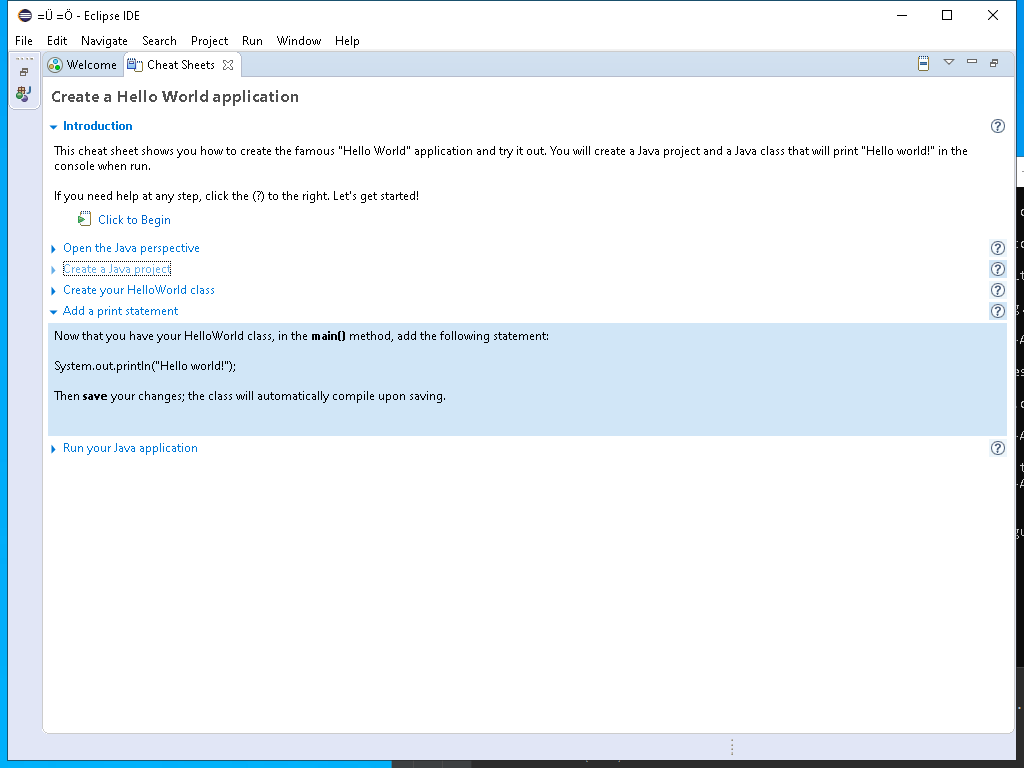 =Ü =Ö - Eclipse IDE
File Edit Navigate Search Project Run Window Help
Welcome Cheat Sheets
Create a Hello World application
Introduction
This cheat sheet shows you how to create the famous "Hello World" application and try it out. You will create a Java project and a Java class that will print "Hello world!" in the
console when run.
If you need help at any step, click the (?) to the right. Let's get started!
Click to Begin
Open the Java perspective
Create a Java project
Create your HelloWorld class
Add a print statement
Now that you have your HelloWorld class, in the main() method, add the following statement:
System.out.println("Hello world!");
Then save your changes; the class will automatically compile upon saving.
Run your Java application